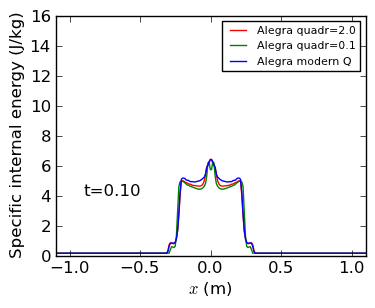 16
14
12
10
8
6
4
2
0
Specific internal energy (J/kg)
Alegra quadr=2.0
Alegra quadr=0.1
Alegra modern Q
t=0.10
-1.0 -0.5 0.0 0.5 1.0
x (m)